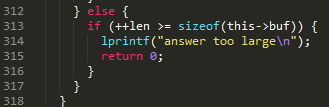 312 } else {
313 if (++len >= sizeof(this->buf)) {
314 lprintf("answer too large\n");
315 return 0;
316 }
317 }
318 }